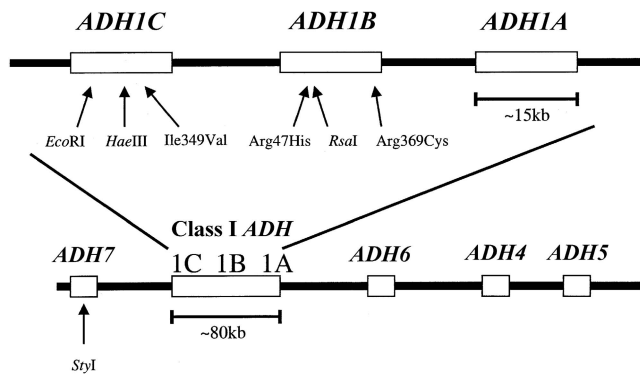 ADH1C ADH1B ADH1A
EcoRI HaeIII Ile349Val Arg47His RsaI Arg369Cys ~15kb
Class I ADH
ADH7 1C 1B 1A ADH6 ADH4 ADH5
~80kb
StyI